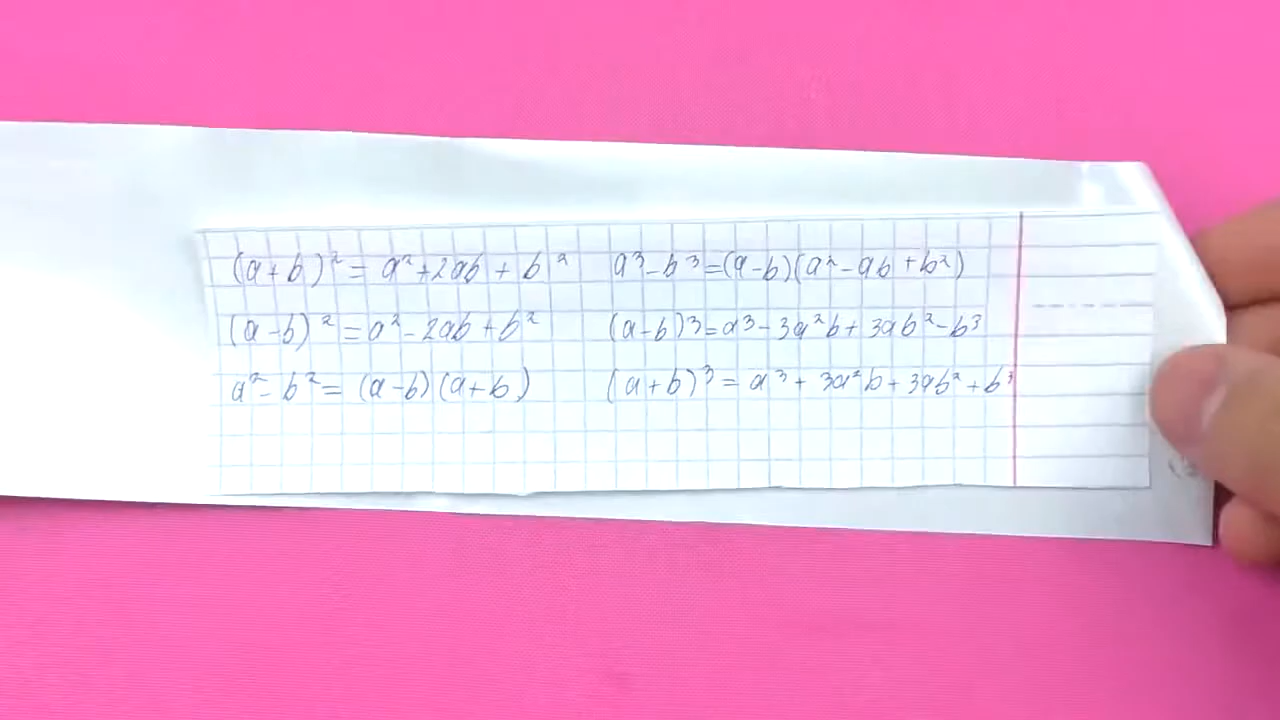 (a+b)² = a²+2ab+b²
(a-b)² = a²-2ab+b²
a²-b² = (a-b)(a+b)
a³-b³=(a-b)(a²-ab+b²)
(a-b)³=a³-3a²b+3ab²-b³
(a+b)³ = a³+3a²b+3ab²+b³